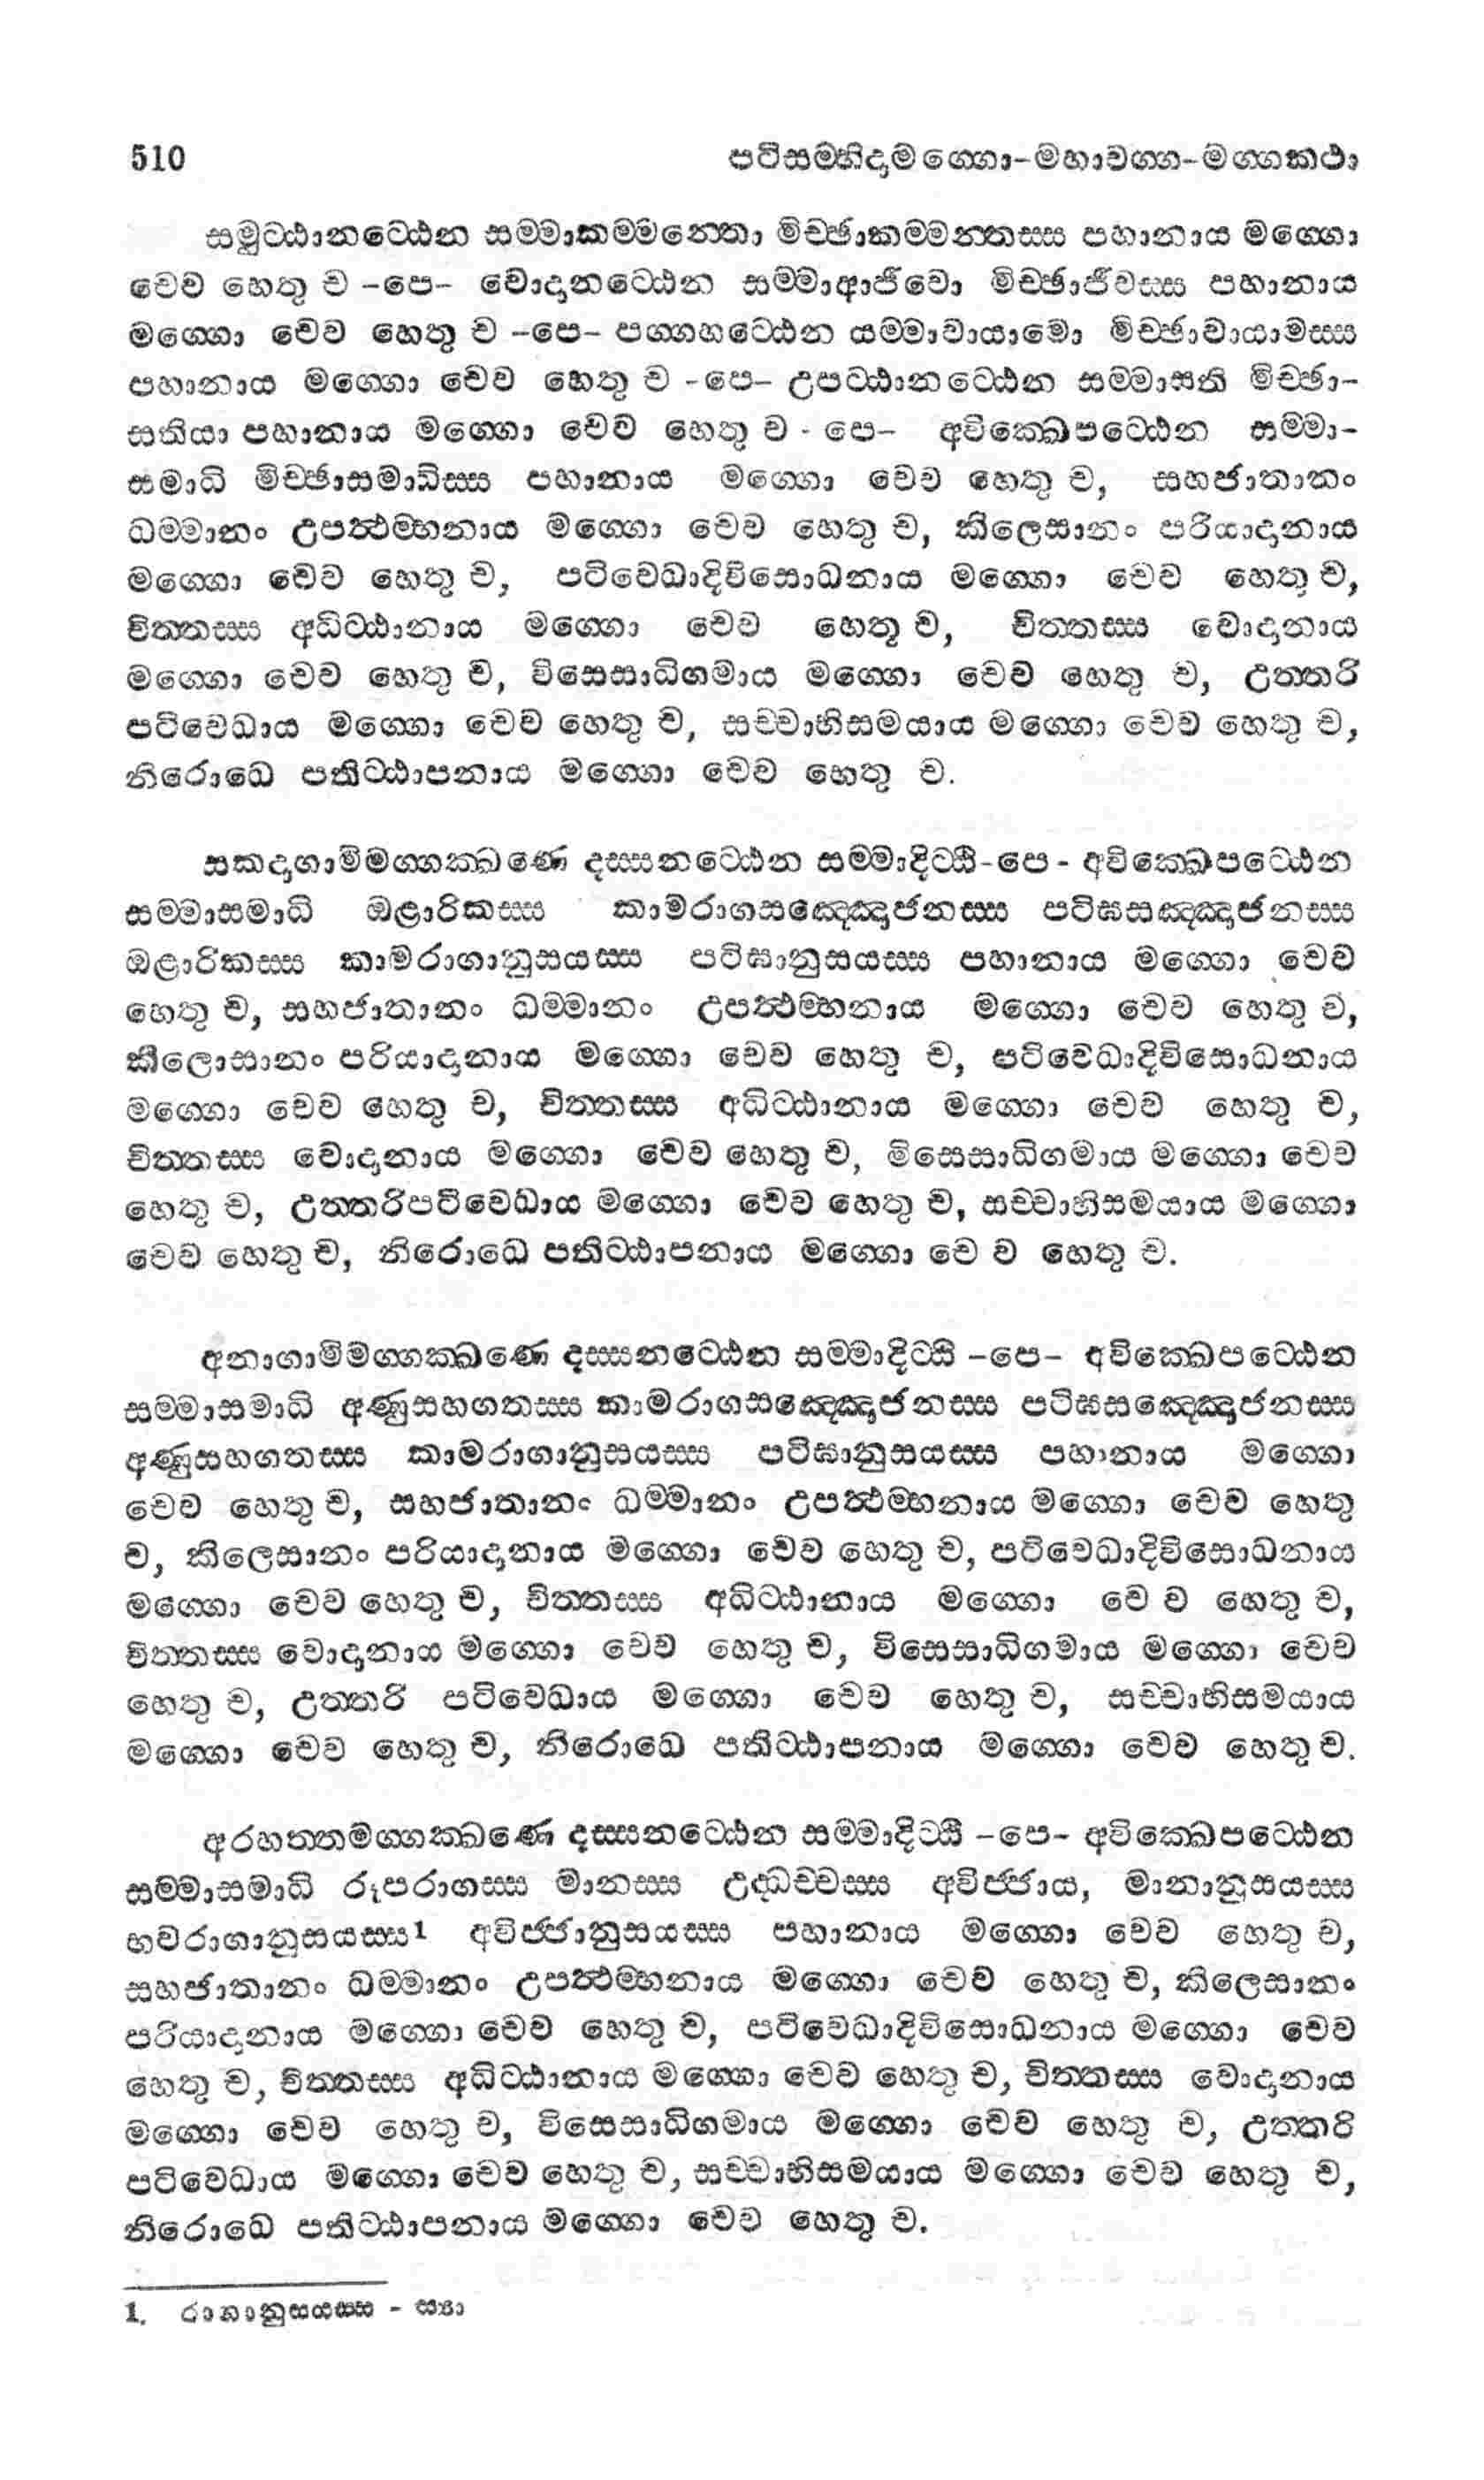 510 පටිසම්භිදාමග්ගො-මහාවග්ග-මග්ගකථා
සමුට්ඨානට්ඨෙන සම්මාකම්මන්තො මිච්ඡාකම්මන්තස්ස පහානාය මග්ගො
චෙව හෙතු ච -පෙ- වොදානට්ඨෙන සම්මාආජීවො මිච්ඡාජීවස්ස පහානාය
මග්ගො චෙව හෙතු ච -පෙ- පග්ගහට්ඨෙන යම්මාවායාමො මිච්ඡාවායාමස්ස
පහානාය මග්ගො චෙව හෙතු ච -පෙ- උපට්ඨානට්ඨෙන සම්මාසති මිච්ඡා-
සතියා පහානාය මග්ගො චෙව හෙතු ච - පෙ- අවික්ඛෙපට්ඨෙන සම්මා-
සමාධි මිච්ඡාසමාධිස්ස පහානාය මග්ගො චෙව හෙතු ච, සහජාතානං
ධම්මානං උපත්ථම්භනාය මග්ගො චෙව හෙතු ච, කිලෙසානං පරියාදානාය
මග්ගො චෙව හෙතු ච, පටිවෙධාදිවිසොධනාය මග්ගො චෙව හෙතු ච,
චිත්තස්ස අධිට්ඨානාය මග්ගො චෙව හෙතු ච, චිත්තස්ස වොදානාය
මග්ගො චෙව හෙතු ච, විසෙසාධිගමාය මග්ගො චෙව හෙතු ච, උත්තරි
පටිවෙධාය මග්ගො චෙව හෙතු ච, සච්චාභිසමයාය මග්ගො චෙව හෙතු ච,
නිරොධෙ පතිට්ඨාපනාය මග්ගො චෙව හෙතු ච.
සකදාගාමිමග්ගක්ඛණෙ දස්සනට්ඨෙන සම්මාදිට්ඨි-පෙ - අවික්ඛෙපට්ඨෙන
සම්මාසමාධි ඔළාරිකස්ස කාමරාගසඤ්ඤොජනස්ස පටිඝසඤ්ඤොජනස්ස
ඔළාරිකස්ස කාමරාගානුසයස්ස පටිඝානුසයස්ස පහානාය මග්ගො චෙව
හෙතු ච, සහජාතානං ධම්මානං උපත්ථම්භනාය මග්ගො චෙව හෙතු ච,
කිලොසානං පරියාදානාය මග්ගො චෙව හෙතු ච, පටිවෙධාදිවිසොධනාය
මග්ගො චෙව හෙතු ච, චිත්තස්ස අධිට්ඨානාය මග්ගො චෙව හෙතු ච,
චිත්තස්ස වොදානාය මග්ගො චෙව හෙතු ච, මිසෙසාධිගමාය මග්ගො චෙව
හෙතු ච, උත්තරිපටිවෙධාය මග්ගො චෙව හෙතු ච, සච්චාභිසමයාය මග්ගො
චෙව හෙතු ච, නිරොධෙ පතිට්ඨාපනාය මග්ගො චෙ ව හෙතු ච.
අනාගාමිමග්ගක්ඛණෙ දස්සනට්ඨෙන සම්මාදිට්ඨි -පෙ- අවික්ඛෙපට්ඨෙන
සම්මාසමාධි අණුසහගතස්ස කාමරාගසඤ්ඤොජනස්ස පටිඝසඤ්ඤොජනස්ස
අණුසහගතස්ස කාමරාගානුසයස්ස පටිඝානුසයස්ස පහානාය මග්ගො
චෙව හෙතු ච, සහජාතානං ධම්මානං උපත්ථම්භනාය මග්ගො චෙව හෙතු
ච, කිලෙසානං පරියාදානාය මග්ගො චෙව හෙතු ච, පටිවෙධාදිවිසොධනාය
මග්ගො චෙව හෙතු ච, චිත්තස්ස අධිට්ඨානාය මග්ගො චෙ ව හෙතු ච,
චිත්තස්ස වොදානාය මග්ගො චෙව හෙතු ච, විසෙසාධිගමාය මග්ගො චෙව
හෙතු ච, උත්තරි පටිවෙධාය මග්ගො චෙව හෙතු ච, සච්චාභිසමයාය
මග්ගො චෙව හෙතු ච, නිරොධෙ පතිට්ඨාපනාය මග්ගො චෙව හෙතු ච.
අරහත්තමග්ගක්ඛණෙ දස්සනට්ඨෙන සම්මාදිට්ඨි -පෙ- අවික්ඛෙපට්ඨෙන
සම්මාසමාධි රූපරාගස්ස මානස්ස උද්ධච්චස්ස අවිජ්ජාය, මානානුසයස්ස
භවරාගානුසයස්ස1 අවිජ්ජානුසයස්ස පහානාය මග්ගො චෙව හෙතු ච,
සහජාතානං ධම්මානං උපත්ථම්භනාය මග්ගො චෙව හෙතු ච, කිලෙසානං
පරියාදානාය මග්ගො චෙව හෙතු ච, පටිවෙධාදිවිසොධනාය මග්ගො චෙව
හෙතු ච, චිත්තස්ස අධිට්ඨානාය මග්ගො චෙව හෙතු ච, චිත්තස්ස වොදානාය
මග්ගො චෙව හෙතු ච, විසෙසාධිගමාය මග්ගො චෙව හෙතු ච, උත්තරි
පටිවෙධාය මග්ගො චෙව හෙතු ච, සච්චාභිසමයාය මග්ගො චෙව හෙතු ච,
නිරොධෙ පතිට්ඨාපනාය මග්ගො චෙව හෙතු ච.
1. රාගානුසයස්ස - ස්‍යා